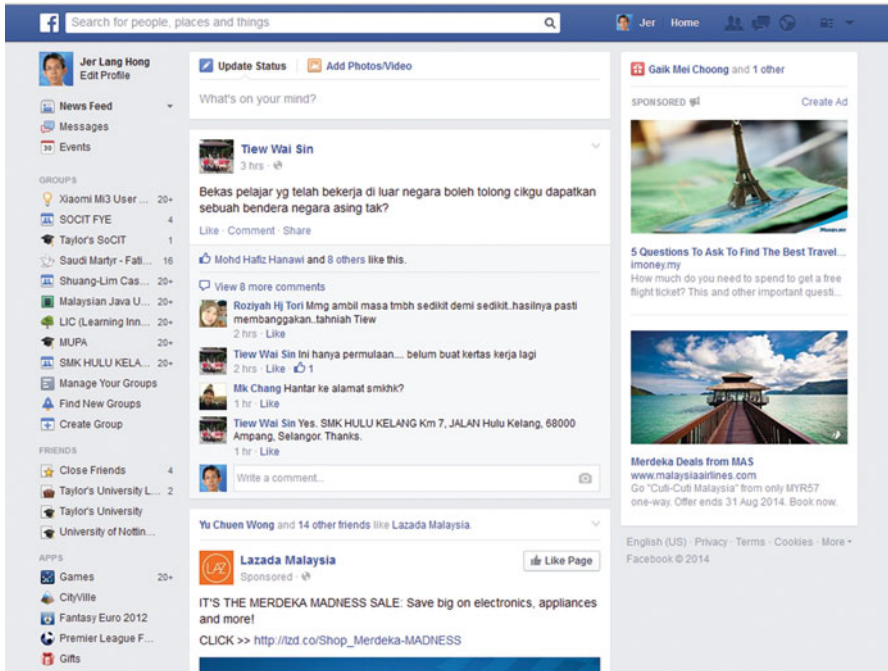 f
Search for people, places and things
Jer
Home
Jer Lang Hong
Edit Profile
News Feed
Messages
30 Events
GROUPS
Xiaomi Mi3 User ... 20+
SOCIT FYE 4
Taylor's SoCIT 1
Saudi Martyr - Fati... 16
Shuang-Lim Cas... 20+
Malaysian Java U... 20+
LIC (Learning Inn... 20+
MUPA 20+
SMK HULU KELA... 20+
Manage Your Groups
Find New Groups
Create Group
FRIENDS
Close Friends 4
Taylor's University L... 2
Taylor's University
University of Nottin...
APPS
Games 20+
CityVille
Fantasy Euro 2012
Premier League F...
Gifts
Update Status
Add Photos/Video
What's on your mind?
Tiew Wai Sin
3 hrs ·
Bekas pelajar yg telah bekerja di luar negara boleh tolong cikgu dapatkan
sebuah bendera negara asing tak?
Like · Comment · Share
Mohd Hafiz Hanawi and 8 others like this.
View 8 more comments
Roziyah Hj Tori Mmg ambil masa tmbh sedikit demi sedikit..hasilnya pasti
membanggakan..tahniah Tiew
2 hrs · Like
Tiew Wai Sin Ini hanya permulaan.... belum buat kertas kerja lagi
2 hrs · Like · 1
Mk Chang Hantar ke alamat smkhk?
1 hr · Like
Tiew Wai Sin Yes. SMK HULU KELANG Km 7, JALAN Hulu Kelang, 68000
Ampang, Selangor. Thanks.
1 hr · Like
Write a comment...
Yu Chuen Wong and 14 other friends like Lazada Malaysia.
LAZ
Lazada Malaysia
Sponsored ·
Like Page
IT'S THE MERDEKA MADNESS SALE: Save big on electronics, appliances
and more!
CLICK >> http://lzd.co/Shop_Merdeka-MADNESS
Gaik Mei Choong and 1 other
SPONSORED
Create Ad
5 Questions To Ask To Find The Best Travel...
imoney.my
How much do you need to spend to get a free
flight ticket? This and other important questi...
Merdeka Deals from MAS
www.malaysiaairlines.com
Go "Cuti-Cuti Malaysia" from only MYR57
one-way. Offer ends 31 Aug 2014. Book now.
English (US) · Privacy · Terms · Cookies · More
Facebook © 2014